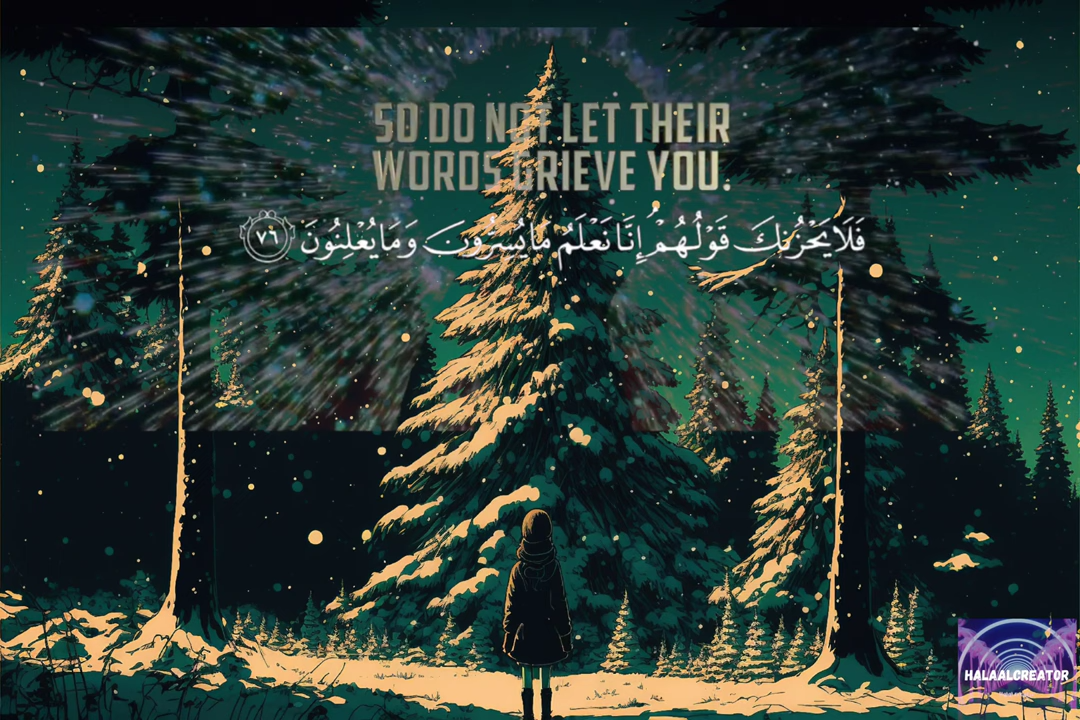 SO DO NOT LET THEIR
WORDS GRIEVE YOU.
فَلَا يَحْزُنكَ قَوْلُهُمْ إِنَّا نَعْلَمُ مَا يُسِرُّونَ وَمَا يُعْلِنُونَ ٧٦
HALAALCREATOR